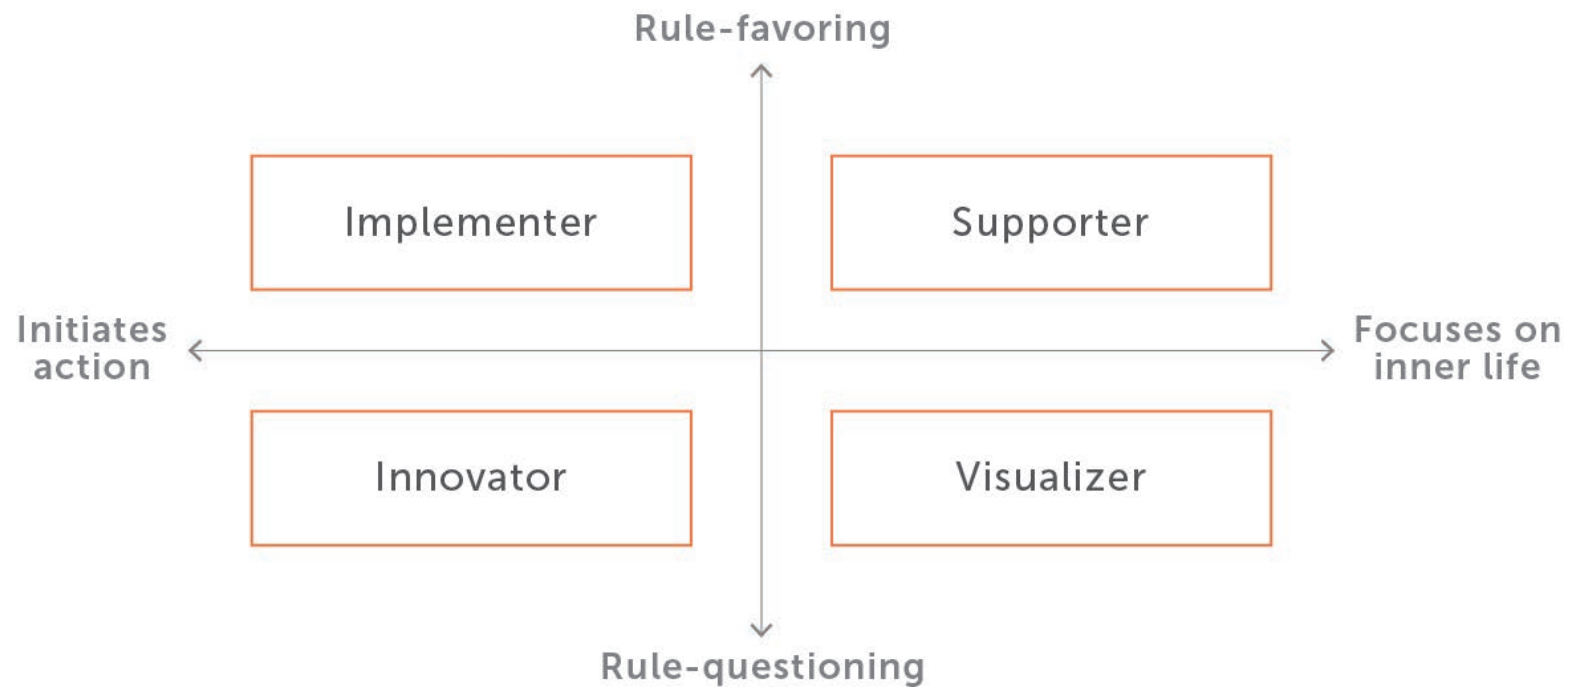 Rule-favoring
Implementer
Supporter
Initiates
action
Focuses on
inner life
Innovator
Visualizer
Rule-questioning